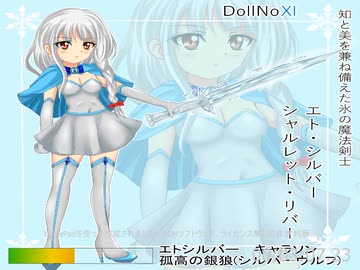 DollNoXI
知と美を兼ね備えた氷の魔法剣士
エト・シルバー
シャルレット・リバー
エトシルバー　キャラソン
孤高の銀狼(シルバーウルフ)